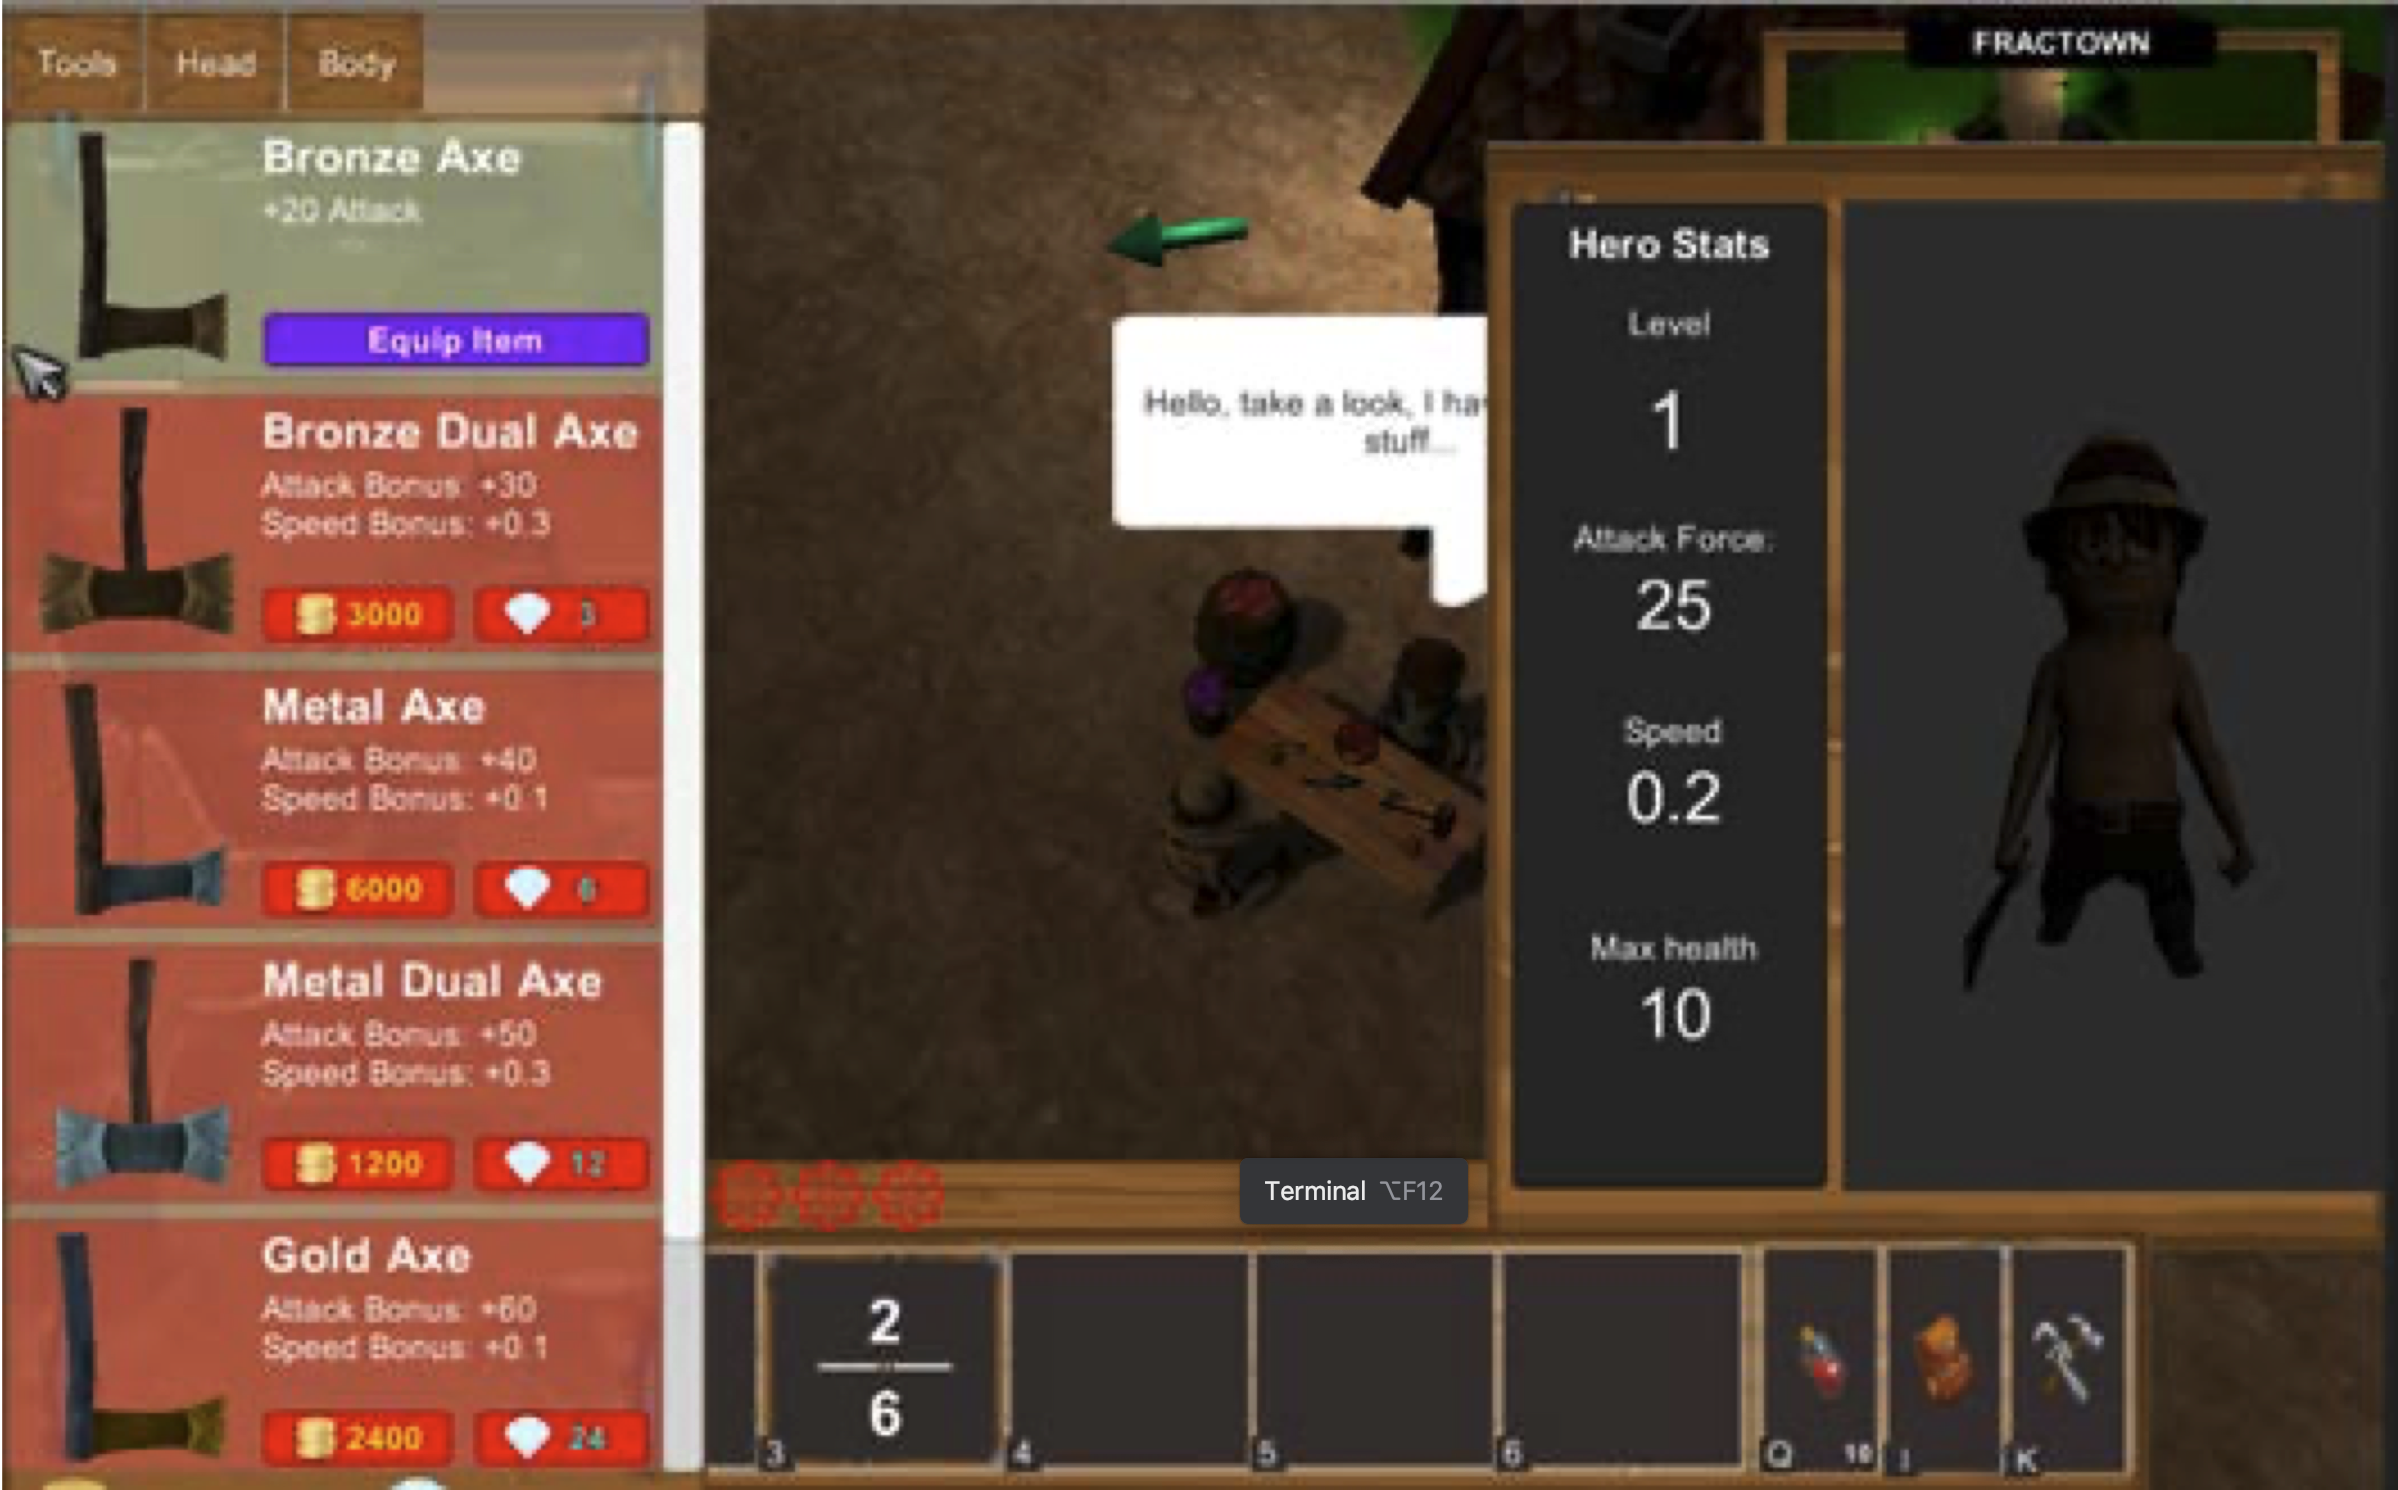 Tools Head Body
Bronze Axe
+20 Attack
Equip Item
Bronze Dual Axe
Attack Bonus: +30
Speed Bonus: +0.3
3000 3
Metal Axe
Attack Bonus: +40
Speed Bonus: +0.1
6000 6
Metal Dual Axe
Attack Bonus: +50
Speed Bonus: +0.3
1200 12
Gold Axe
Attack Bonus: +60
Speed Bonus: +0.1
2400 24
FRACTOWN
Hello, take a look, I ha
stuff...
Hero Stats
Level
1
Attack Force:
25
Speed
0.2
Max health
10
Terminal ⌥F12
2
6
3 4 5 6 Q 10 I K